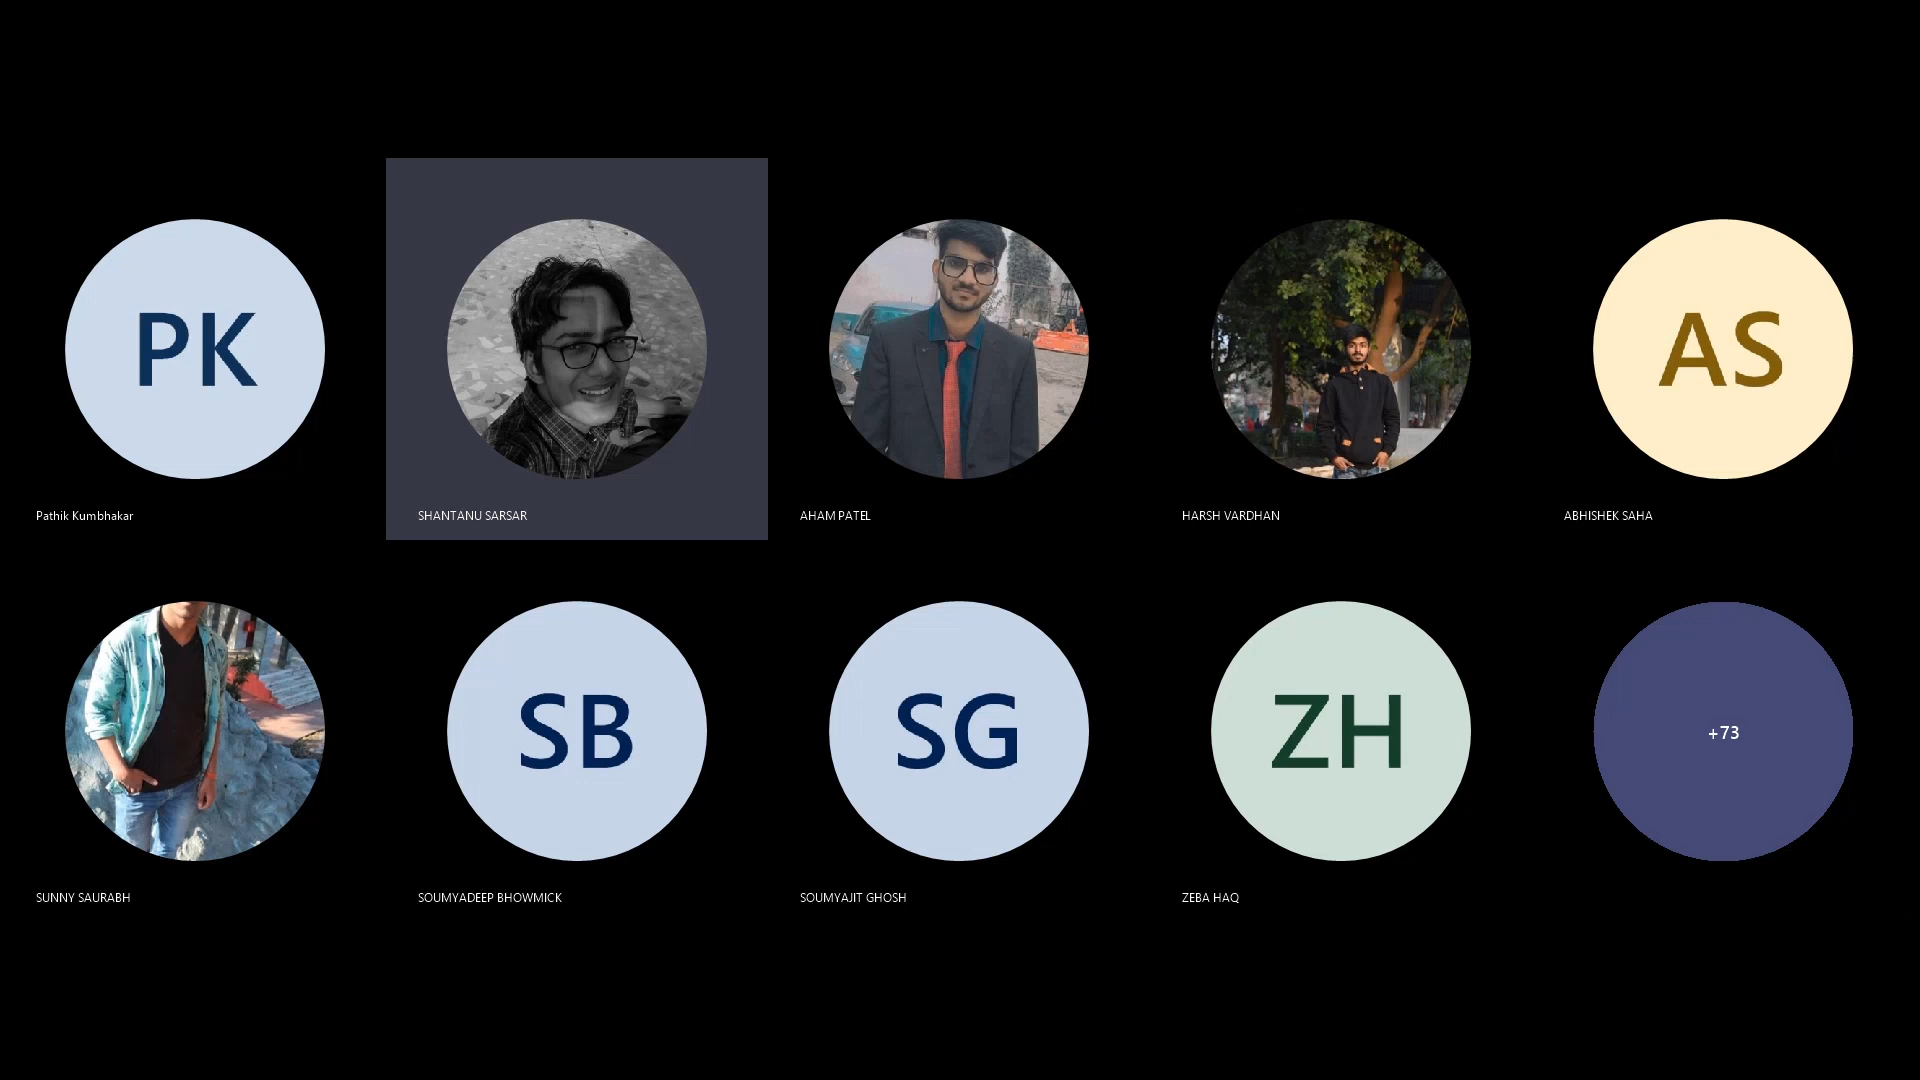 PK
Pathik Kumbhakar
SHANTANU SARSAR
AHAM PATEL
HARSH VARDHAN
AS
ABHISHEK SAHA
SUNNY SAURABH
SB
SOUMYADEEP BHOWMICK
SG
SOUMYAJIT GHOSH
ZH
ZEBA HAQ
+73